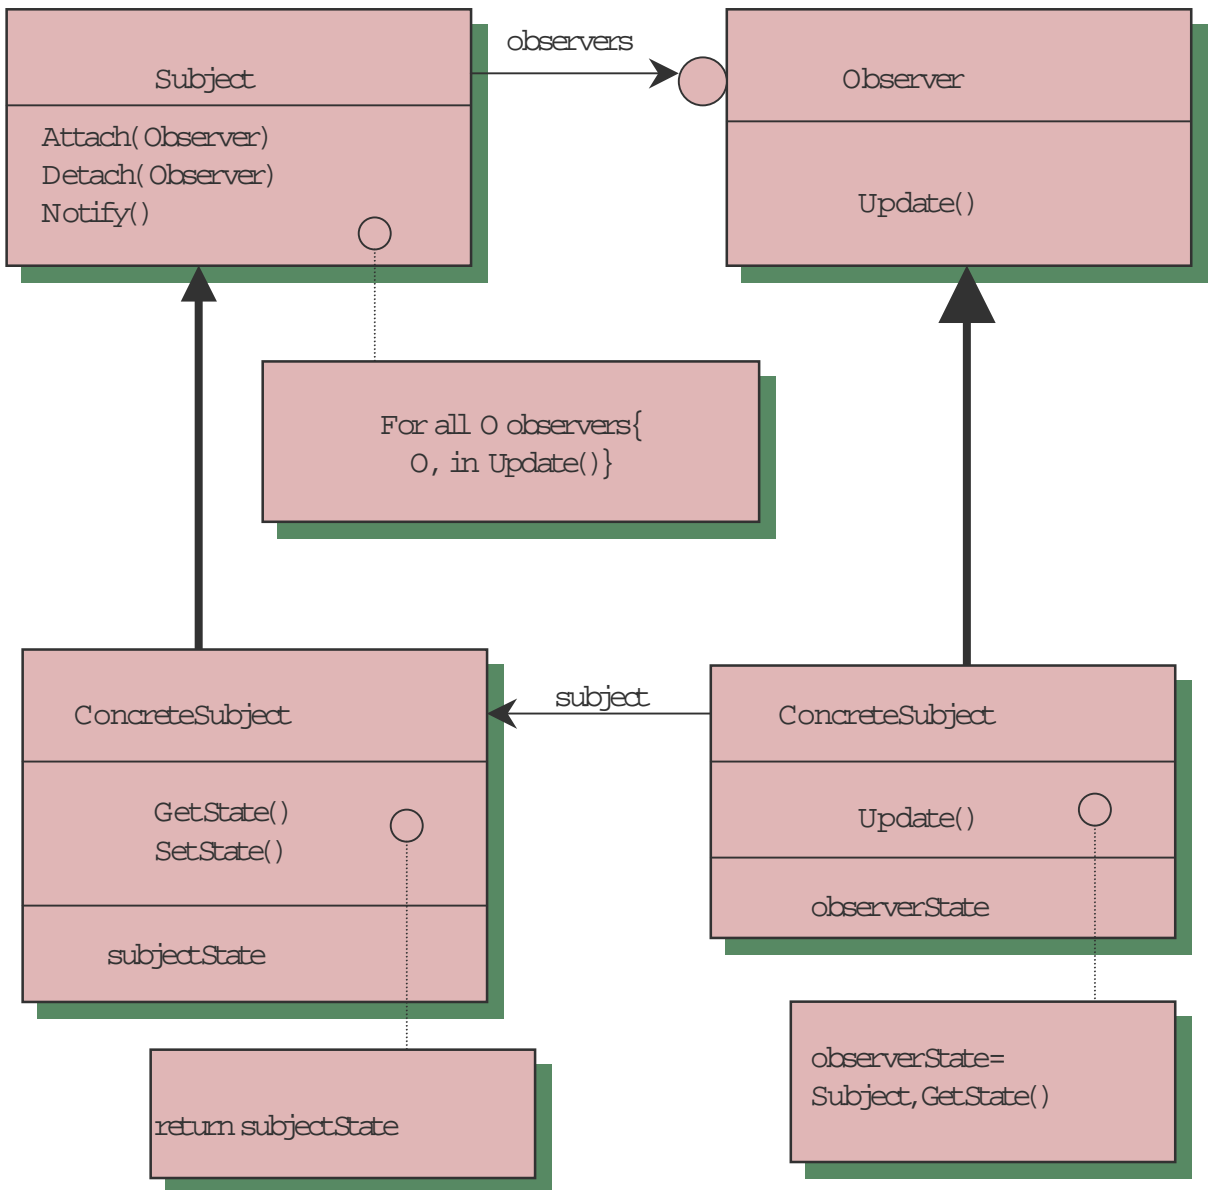 observers
Subject
Observer
Attach(Observer)
Detach(Observer)
Notify()
Update()
For all O observers{
O, in Update()}
subject
ConcreteSubject
ConcreteSubject
GetState()
SetState()
Update()
observerState
subjectState
observerState=
Subject,GetState()
return subjectState